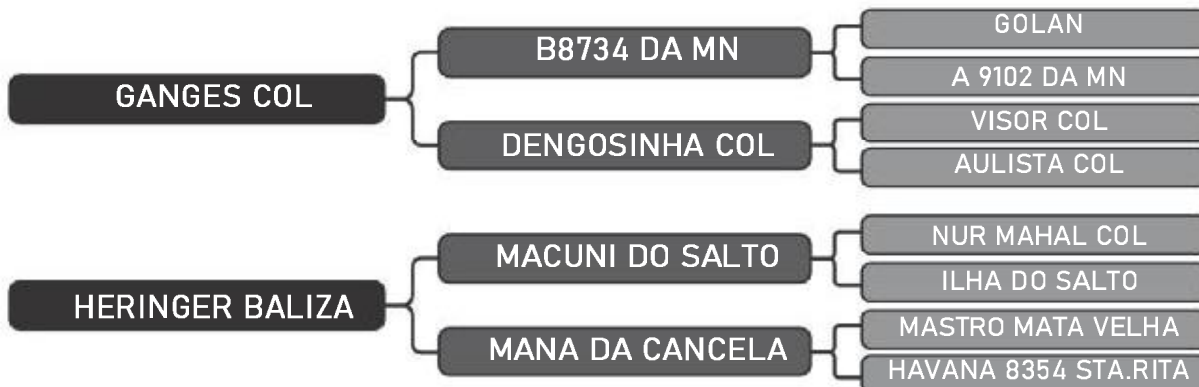 GOLAN
B8734 DA MN
A 9102 DA MN
GANGES COL
VISOR COL
DENGOSINHA COL
AULISTA COL
NUR MAHAL COL
MACUNI DO SALTO
ILHA DO SALTO
HERINGER BALIZA
MASTRO MATA VELHA
MANA DA CANCELA
HAVANA 8354 STA.RITA